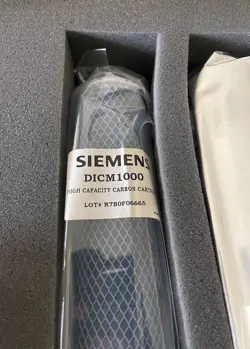 SIEMENS
DICM1000
HIGH CAPACITY CARBON
LOT# R7B0F06665